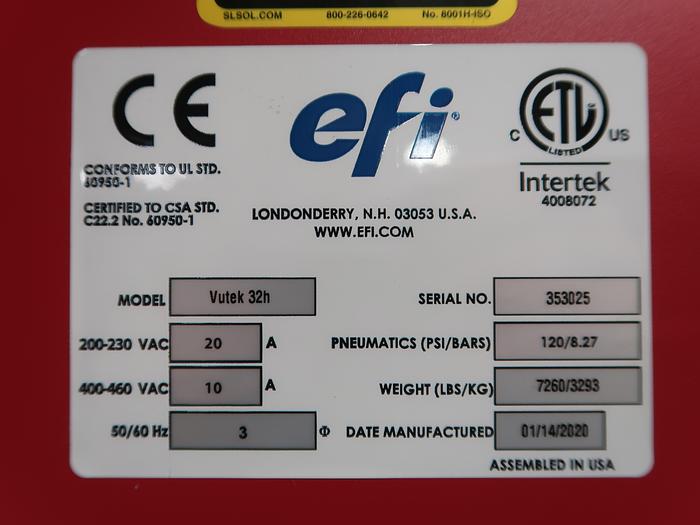 SLSOL.COM 800-226-0642 No. 6001H-ISO
CE
efi®
C ETL US
LISTED
Intertek
4008072
CONFORMS TO UL STD.
60950-1
CERTIFIED TO CSA STD.
C22.2 No. 60950-1
LONDONDERRY, N.H. 03053 U.S.A.
WWW.EFI.COM
MODEL Vutek 32h SERIAL NO. 353025
200-230 VAC 20 A PNEUMATICS (PSI/BARS) 120/8.27
400-460 VAC 10 A WEIGHT (LBS/KG) 7260/3293
50/60 Hz 3 Φ DATE MANUFACTURED 01/14/2020
ASSEMBLED IN USA